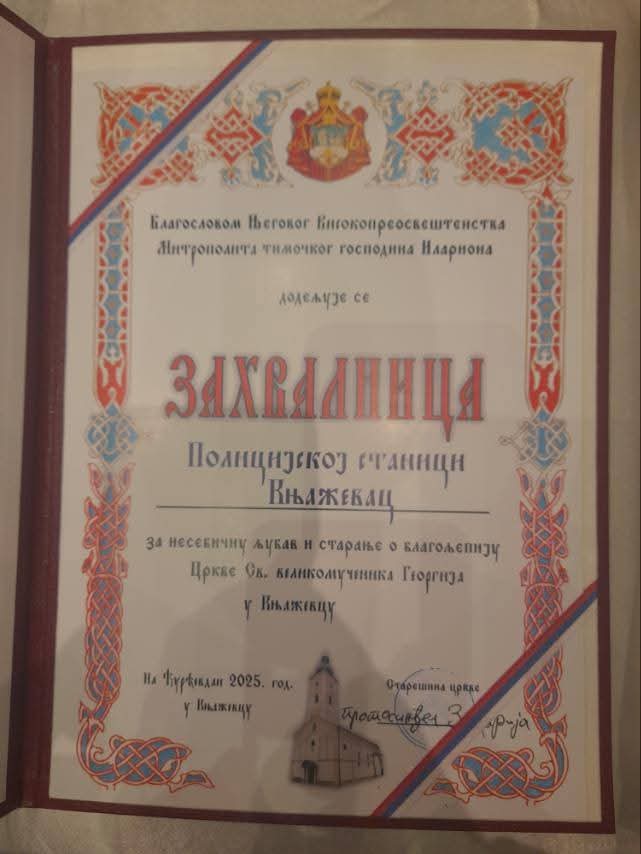 Благословом Његовог Високопреосвештенства
Митрополита тимочког господина Илариона
додељује се
ЗАХВАЛНИЦА
Полицијској станици
Књажевац
за несебичну љубав и старање о благољепију
Цркве Св. великомученика Георгија
у Књажевцу
На Ђурђевдан 2025. год.
у Књажевцу
Старешина цркве
протосинђел